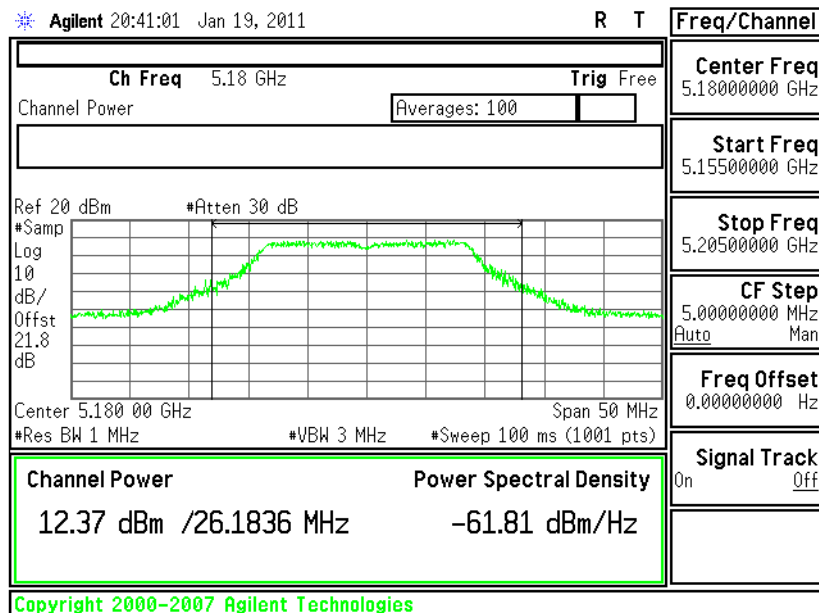 Agilent 20:41:01 Jan 19, 2011 R T
Freq/Channel
Ch Freq 5.18 GHz Trig Free
Channel Power Averages: 100
Center Freq
5.18000000 GHz
Start Freq
5.15500000 GHz
Stop Freq
5.20500000 GHz
CF Step
5.00000000 MHz
Auto Man
Freq Offset
0.00000000 Hz
Signal Track
On Off
Ref 20 dBm #Atten 30 dB
#Samp
Log
10
dB/
Offst
21.8
dB
Center 5.180 00 GHz Span 50 MHz
#Res BW 1 MHz #VBW 3 MHz #Sweep 100 ms (1001 pts)
Channel Power Power Spectral Density
12.37 dBm /26.1836 MHz -61.81 dBm/Hz
Copyright 2000-2007 Agilent Technologies